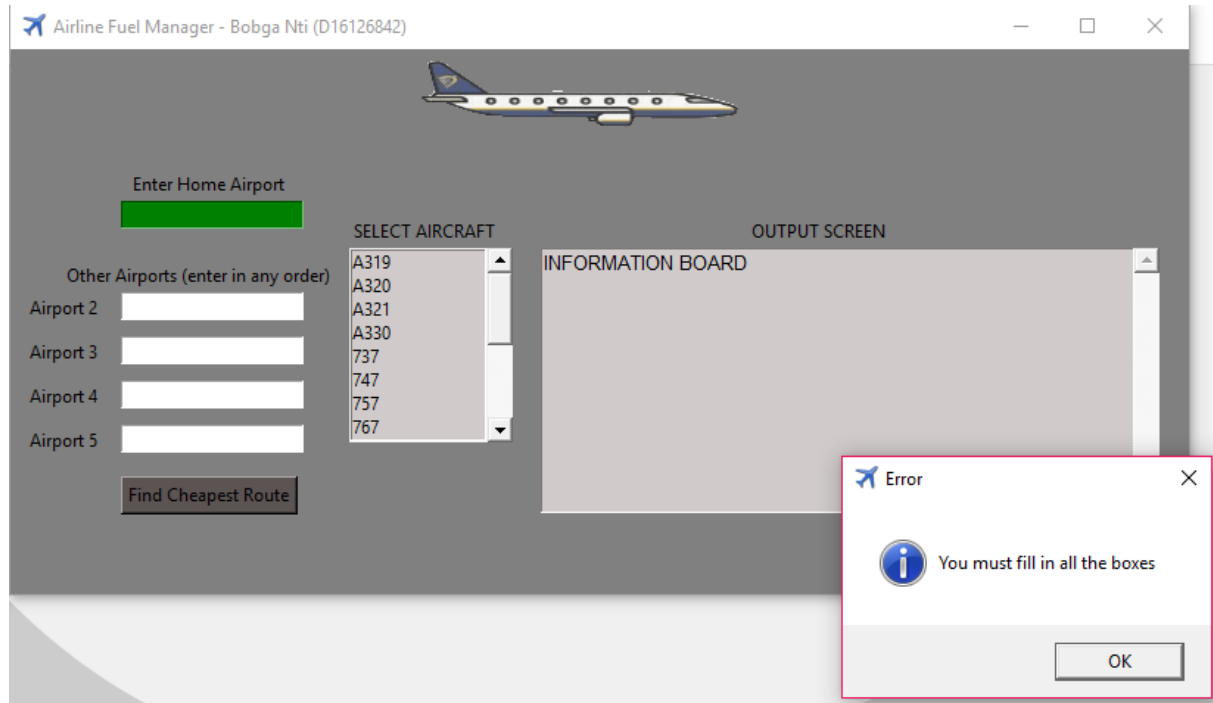 Airline Fuel Manager - Bobga Nti (D16126842)
Enter Home Airport
Other Airports (enter in any order)
Airport 2
Airport 3
Airport 4
Airport 5
Find Cheapest Route
SELECT AIRCRAFT
A319
A320
A321
A330
737
747
757
767
OUTPUT SCREEN
INFORMATION BOARD
Error
You must fill in all the boxes
OK